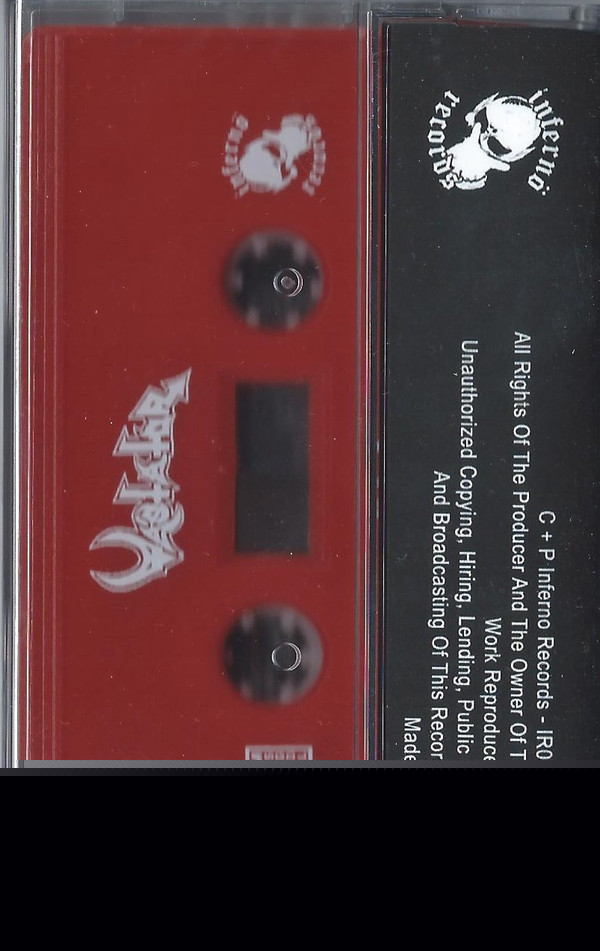 inferno
records
C + P Inferno Records - IR0
All Rights Of The Producer And The Owner Of T
Work Reproduce
Unauthorized Copying, Hiring, Lending, Public
And Broadcasting Of This Recor
Made
inferno
records